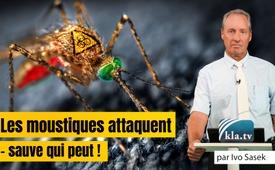 Les moustiques attaquent
- sauve qui peut !
kla.tv
par Ivo Sasek